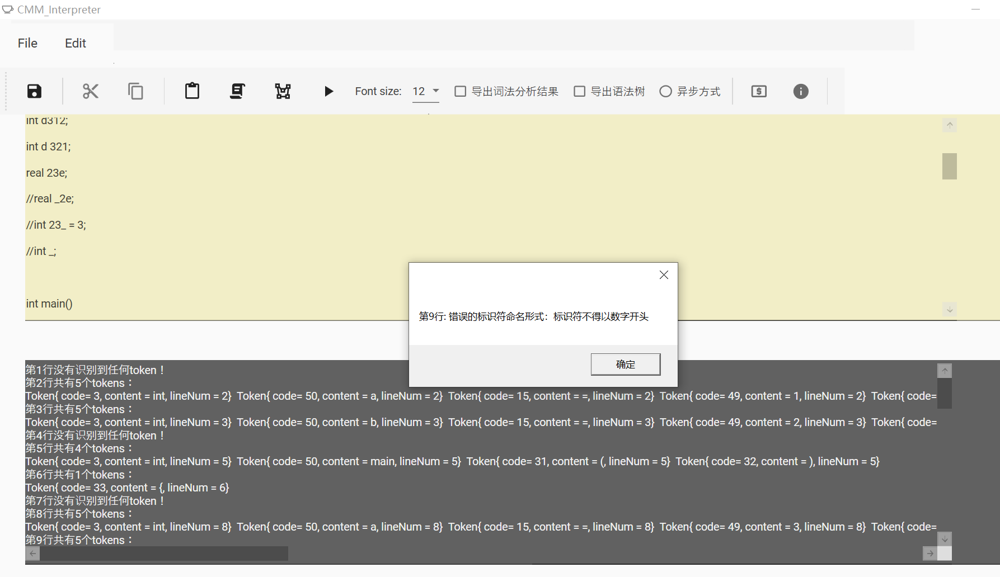 CMM_Interpreter
File Edit
Font size: 12 导出词法分析结果 导出语法树 异步方式
int d312;
int d 321;
real 23e;
//real _2e;
//int 23_ = 3;
//int _;
int main()
第9行: 错误的标识符命名形式：标识符不得以数字开头
确定
第1行没有识别到任何token！
第2行共有5个tokens：
Token{ code= 3, content = int, lineNum = 2} Token{ code= 50, content = a, lineNum = 2} Token{ code= 15, content = =, lineNum = 2} Token{ code= 49, content = 1, lineNum = 2} Token{ code=
第3行共有5个tokens：
Token{ code= 3, content = int, lineNum = 3} Token{ code= 50, content = b, lineNum = 3} Token{ code= 15, content = =, lineNum = 3} Token{ code= 49, content = 2, lineNum = 3} Token{ code=
第4行没有识别到任何token！
第5行共有4个tokens：
Token{ code= 3, content = int, lineNum = 5} Token{ code= 50, content = main, lineNum = 5} Token{ code= 31, content = (, lineNum = 5} Token{ code= 32, content = ), lineNum = 5}
第6行共有1个tokens：
Token{ code= 33, content = {, lineNum = 6}
第7行没有识别到任何token！
第8行共有5个tokens：
Token{ code= 3, content = int, lineNum = 8} Token{ code= 50, content = a, lineNum = 8} Token{ code= 15, content = =, lineNum = 8} Token{ code= 49, content = 3, lineNum = 8} Token{ code=
第9行共有5个tokens：